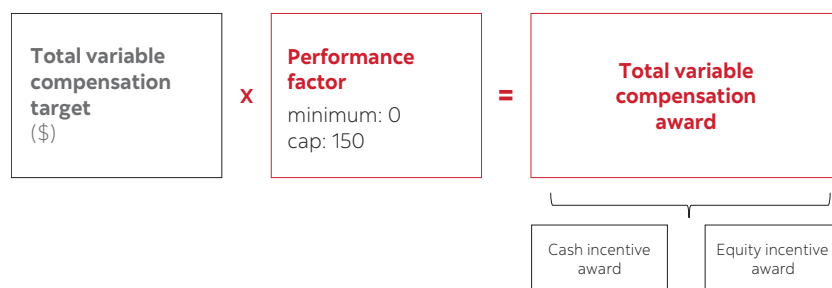 Total variable
compensation
target
($)
x
Performance
factor
minimum: 0
cap: 150
=
Total variable
compensation
award
Cash incentive
award
Equity incentive
award